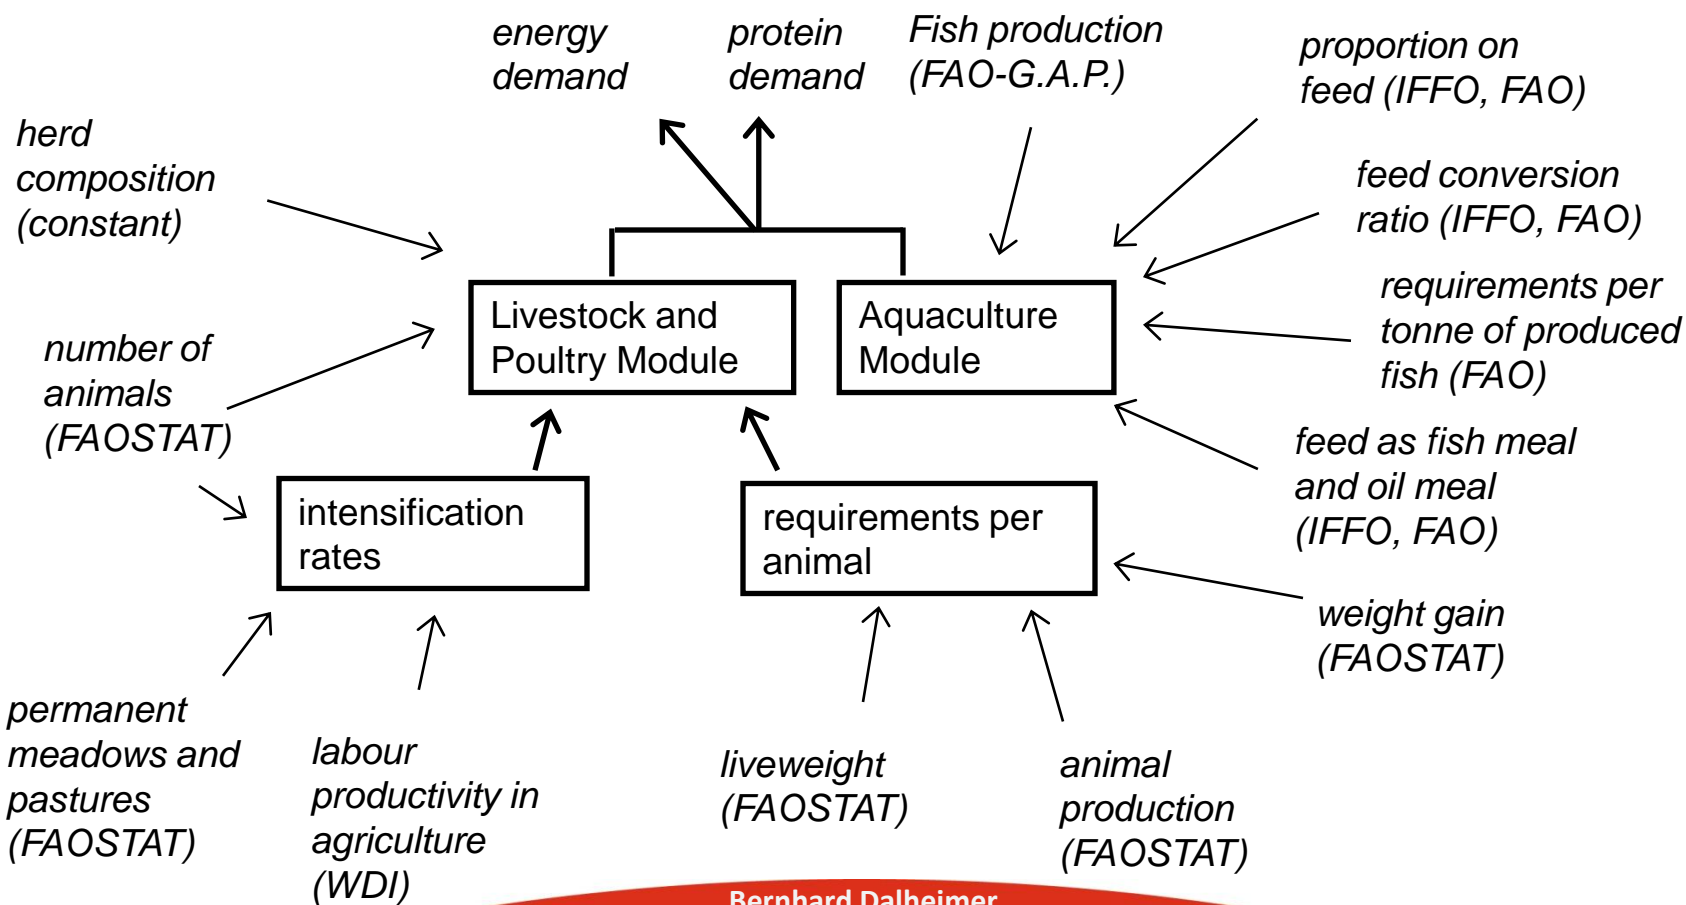 energy
demand
protein
demand
Fish production
(FAO-G.A.P.)
proportion on
feed (IFFO, FAO)
herd
composition
(constant)
feed conversion
ratio (IFFO, FAO)
requirements per
tonne of produced
fish (FAO)
Livestock and
Poultry Module
Aquaculture
Module
number of
animals
(FAOSTAT)
feed as fish meal
and oil meal
(IFFO, FAO)
intensification
rates
requirements per
animal
weight gain
(FAOSTAT)
permanent
meadows and
pastures
(FAOSTAT)
labour
productivity in
agriculture
(WDI)
liveweight
(FAOSTAT)
animal
production
(FAOSTAT)
Bernhard Dalheimer